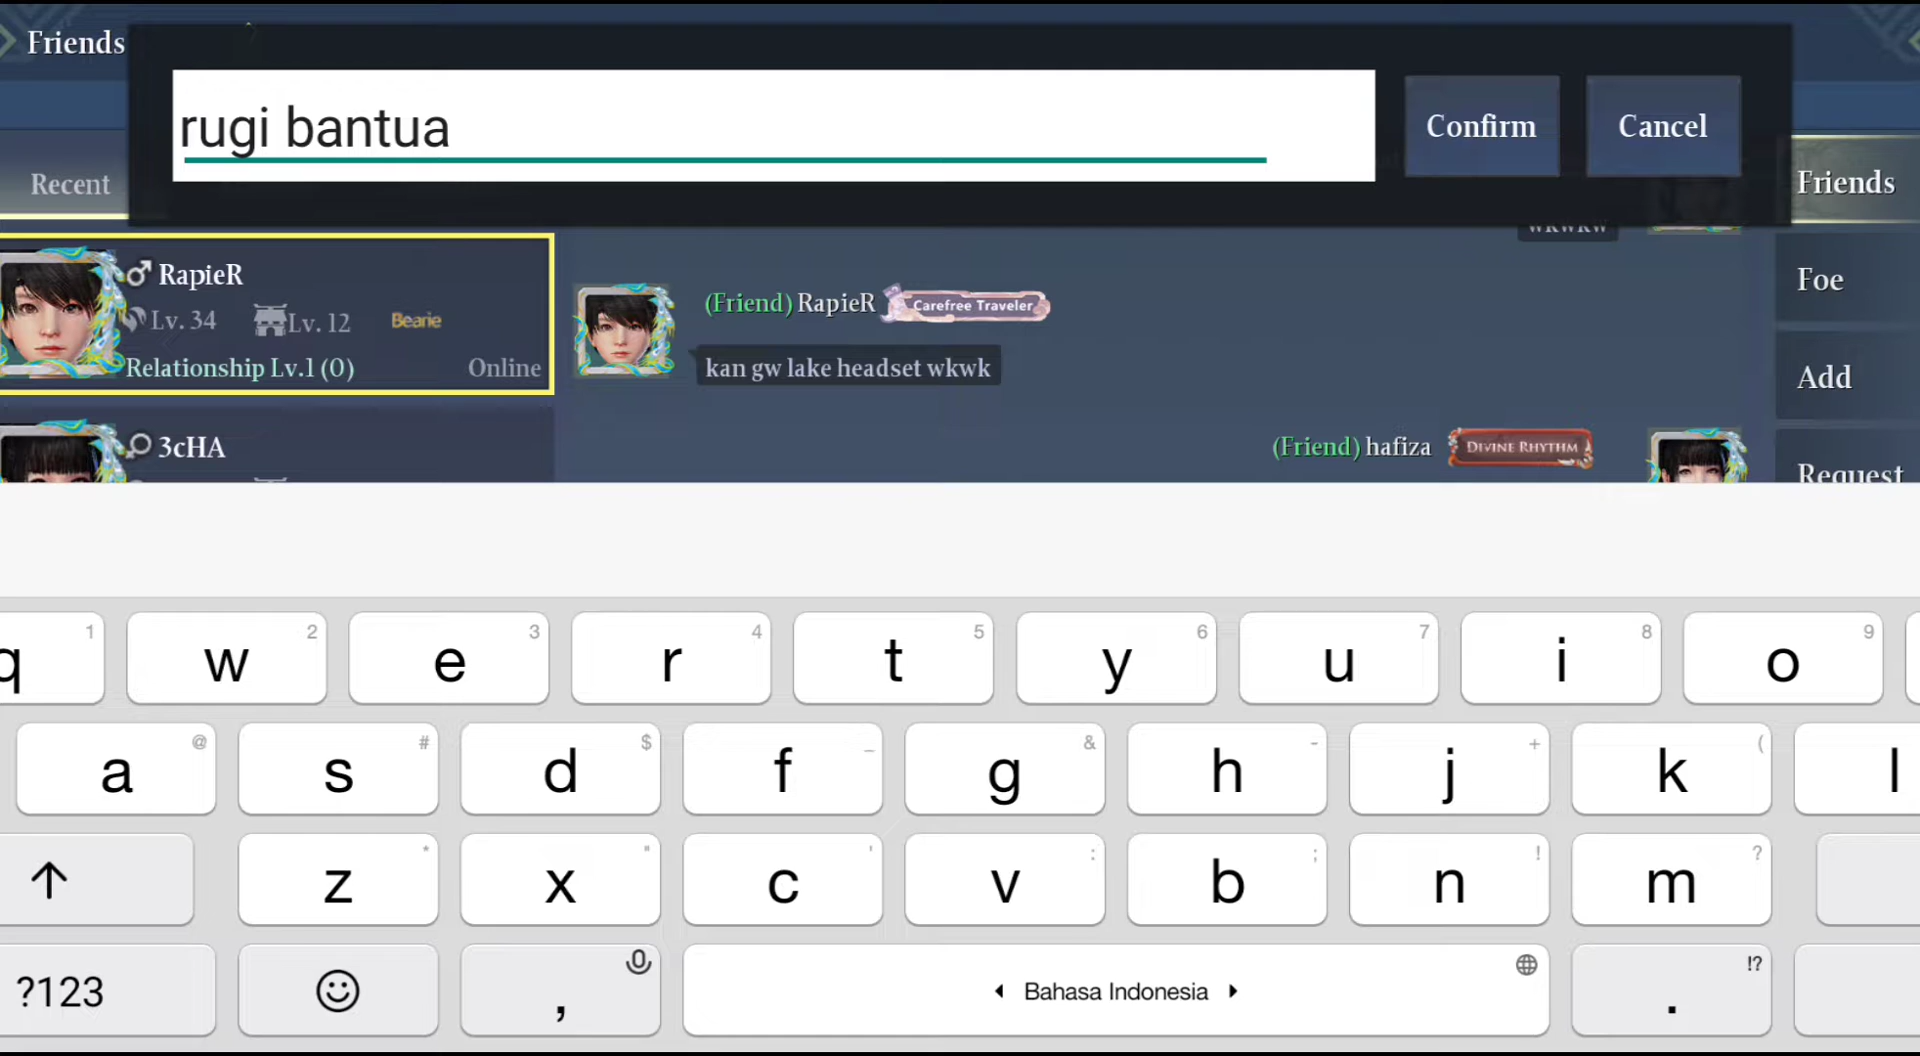 Friends
rugi bantua
Confirm
Cancel
Recent
Friends
wkwkw
RapieR
Lv. 34
Lv. 12
Bearie
Relationship Lv.1 (0)
Online
(Friend) RapieR
Carefree Traveler
kan gw lake headset wkwk
Foe
Add
3cHA
(Friend) hafiza
DIVINE RHYTHM
Request
q 1 w 2 e 3 r 4 t 5 y 6 u 7 i 8 o 9
a @ s # d $ f _ g & h - j + k ( l
z * x " c ' v : b ; n ! m ?
?123 , Bahasa Indonesia . !?